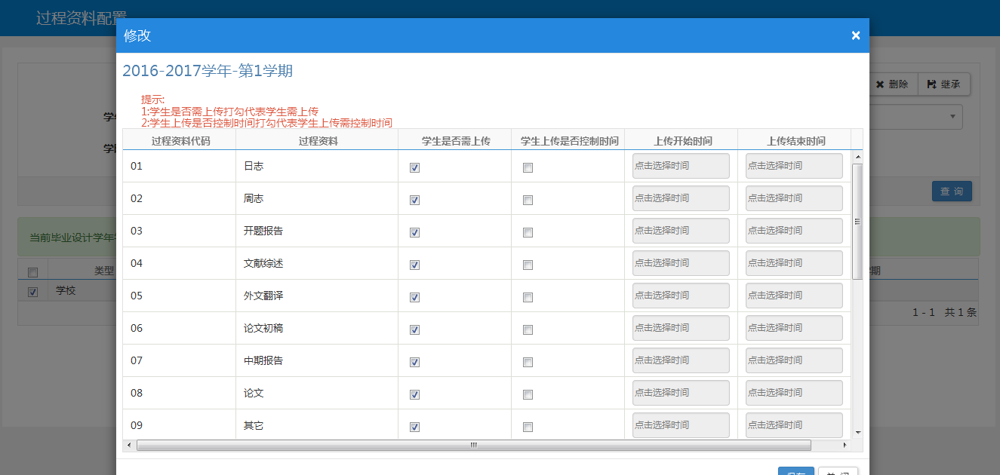 过程资料配置
修改
×
2016-2017学年-第1学期
提示:
1:学生是否需上传打勾代表学生需上传
2:学生上传是否控制时间打勾代表学生上传需控制时间
删除 继承
过程资料代码 过程资料 学生是否需上传 学生上传是否控制时间 上传开始时间 上传结束时间
01 日志 点击选择时间 点击选择时间
02 周志 点击选择时间 点击选择时间
03 开题报告 点击选择时间 点击选择时间
04 文献综述 点击选择时间 点击选择时间
05 外文翻译 点击选择时间 点击选择时间
06 论文初稿 点击选择时间 点击选择时间
07 中期报告 点击选择时间 点击选择时间
08 论文 点击选择时间 点击选择时间
09 其它 点击选择时间 点击选择时间
查 询
当前毕业设计学年
类型
期
学校
1 - 1 共 1 条
保存 关 闭